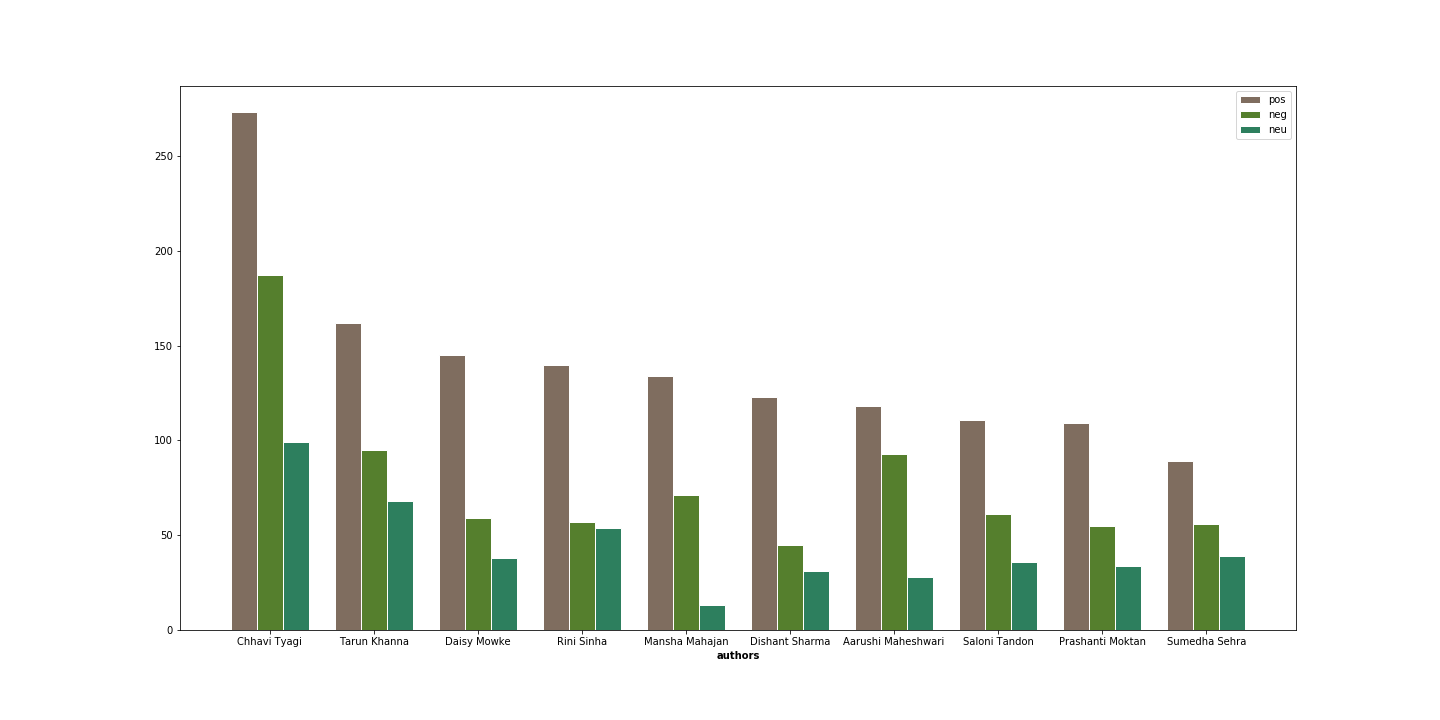 pos
neg
neu
250
200
150
100
50
0
Chhavi Tyagi Tarun Khanna Daisy Mowke Rini Sinha Mansha Mahajan Dishant Sharma Aarushi Maheshwari Saloni Tandon Prashanti Moktan Sumedha Sehra
authors